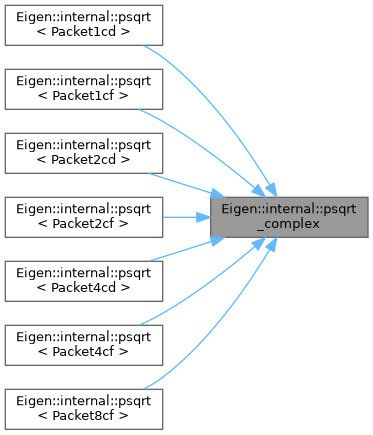 Eigen::internal::psqrt
< Packet1cd >
Eigen::internal::psqrt
< Packet1cf >
Eigen::internal::psqrt
< Packet2cd >
Eigen::internal::psqrt
< Packet2cf >
Eigen::internal::psqrt
_complex
Eigen::internal::psqrt
< Packet4cd >
Eigen::internal::psqrt
< Packet4cf >
Eigen::internal::psqrt
< Packet8cf >